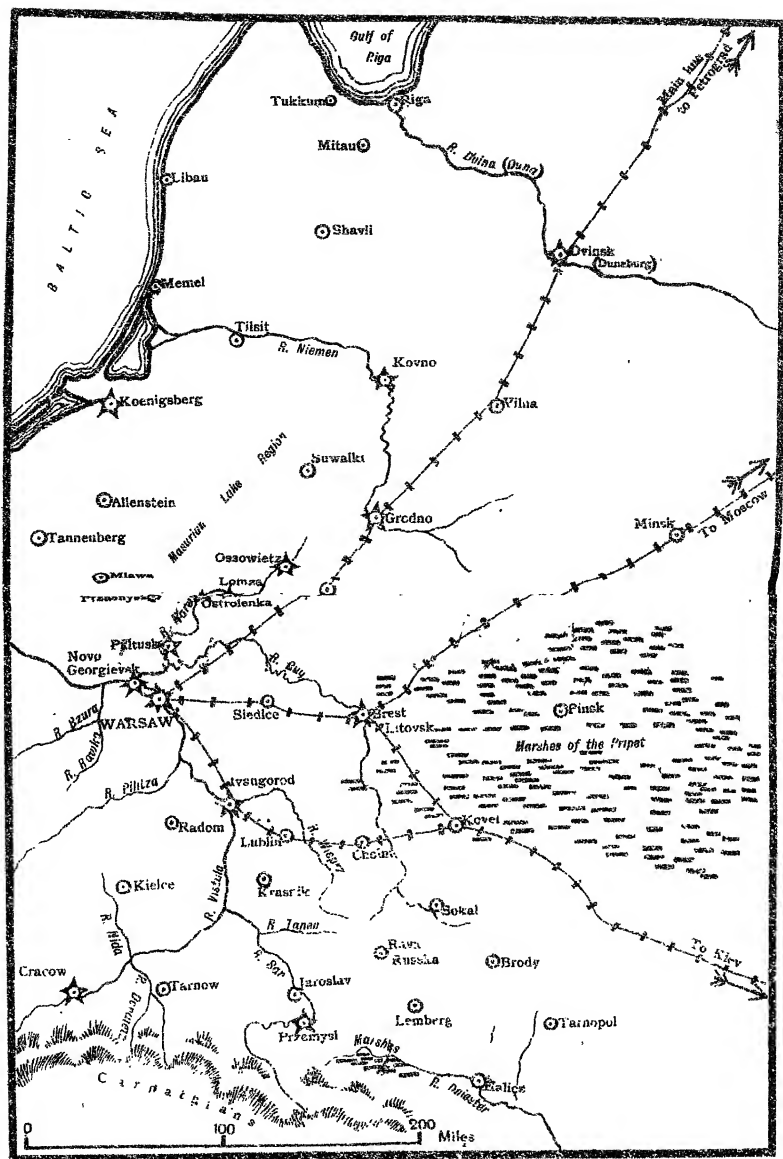 Gulf of
Riga
Tukkum
Riga
Main line
to Petrograd
Mitau
R. Dvina (Duna)
BALTIC SEA
Libau
Shavli
Dvinsk
(Dunaburg)
Memel
Tilsit
R. Niemen
Kovno
Koenigsberg
Vilna
Masurian Lake Region
Suwalki
Allenstein
Grodno
To Moscow
Minsk
Tannenberg
Ossowietz
Mlawa
Lomza
Ostrolenka
R. Narew
Pultusk
Novo
Georgievsk
R. Bug
Pinsk
R. Bzura
WARSAW
Siedlce
Brest
Litovsk
R. Rawka
Marshes of the Pripet
R. Pilitza
Ivangorod
Radom
Lublin
R. Wieprz
Cholm
Kovel
Kielce
Krasnik
R. Vistula
Sokal
R. Nida
R. Tanew
R. San
Rava
Russka
Brody
To Kiev
Cracow
Tarnow
Jaroslav
Lemberg
Tarnopol
Przemysl
Marshes
R. Dniester
Halicz
Carpathians
0 100 200
Miles